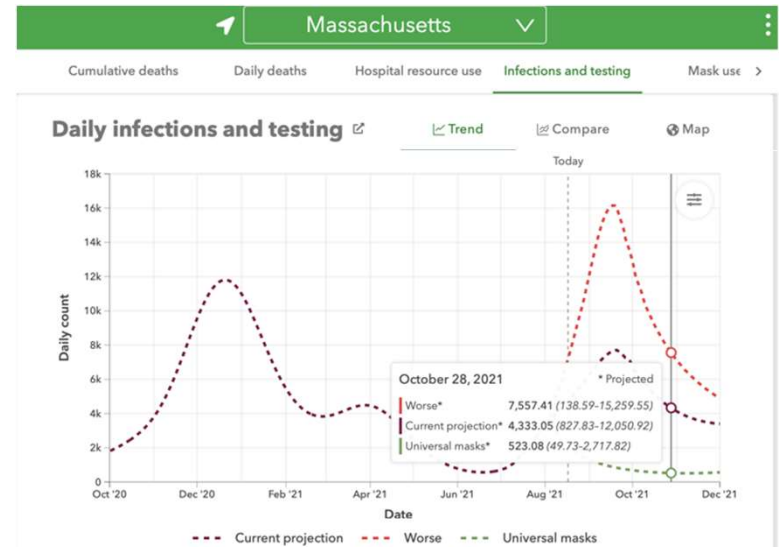 Massachusetts
Cumulative deaths Daily deaths Hospital resource use Infections and testing Mask use
Daily infections and testing Trend Compare Map
Today
18k
16k
14k
12k
10k
8k
6k
4k
2k
0
Daily count
October 28, 2021 * Projected
Worse* 7,557.41 (138.59-15,259.55)
Current projection* 4,333.05 (827.83-12,050.92)
Universal masks* 523.08 (49.73-2,717.82)
Oct '20 Dec '20 Feb '21 Apr '21 Jun '21 Aug '21 Oct '21 Dec '21
Date
Current projection Worse Universal masks